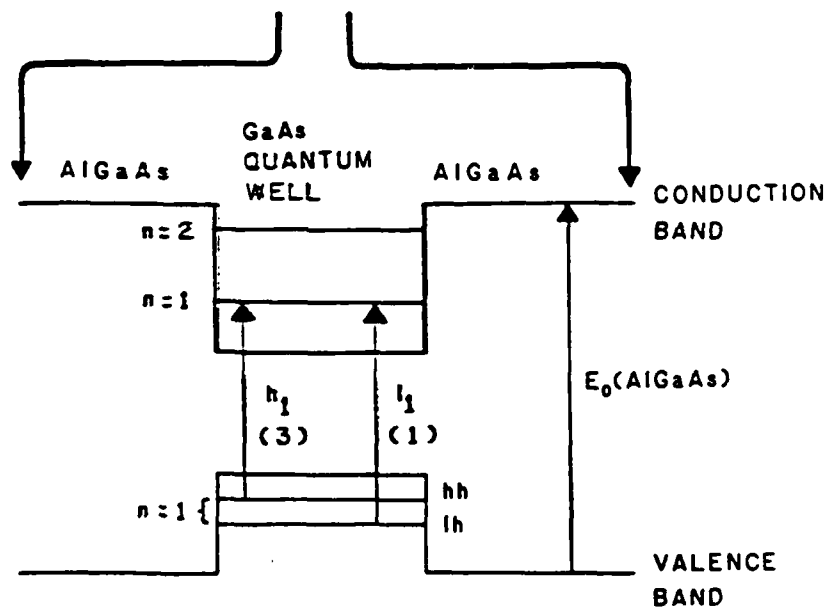 GaAs
QUANTUM
WELL
AlGaAs
AlGaAs
CONDUCTION
BAND
n=2
n=1
h1
(3)
l1
(1)
E0(AlGaAs)
hh
n=1{
lh
VALENCE
BAND